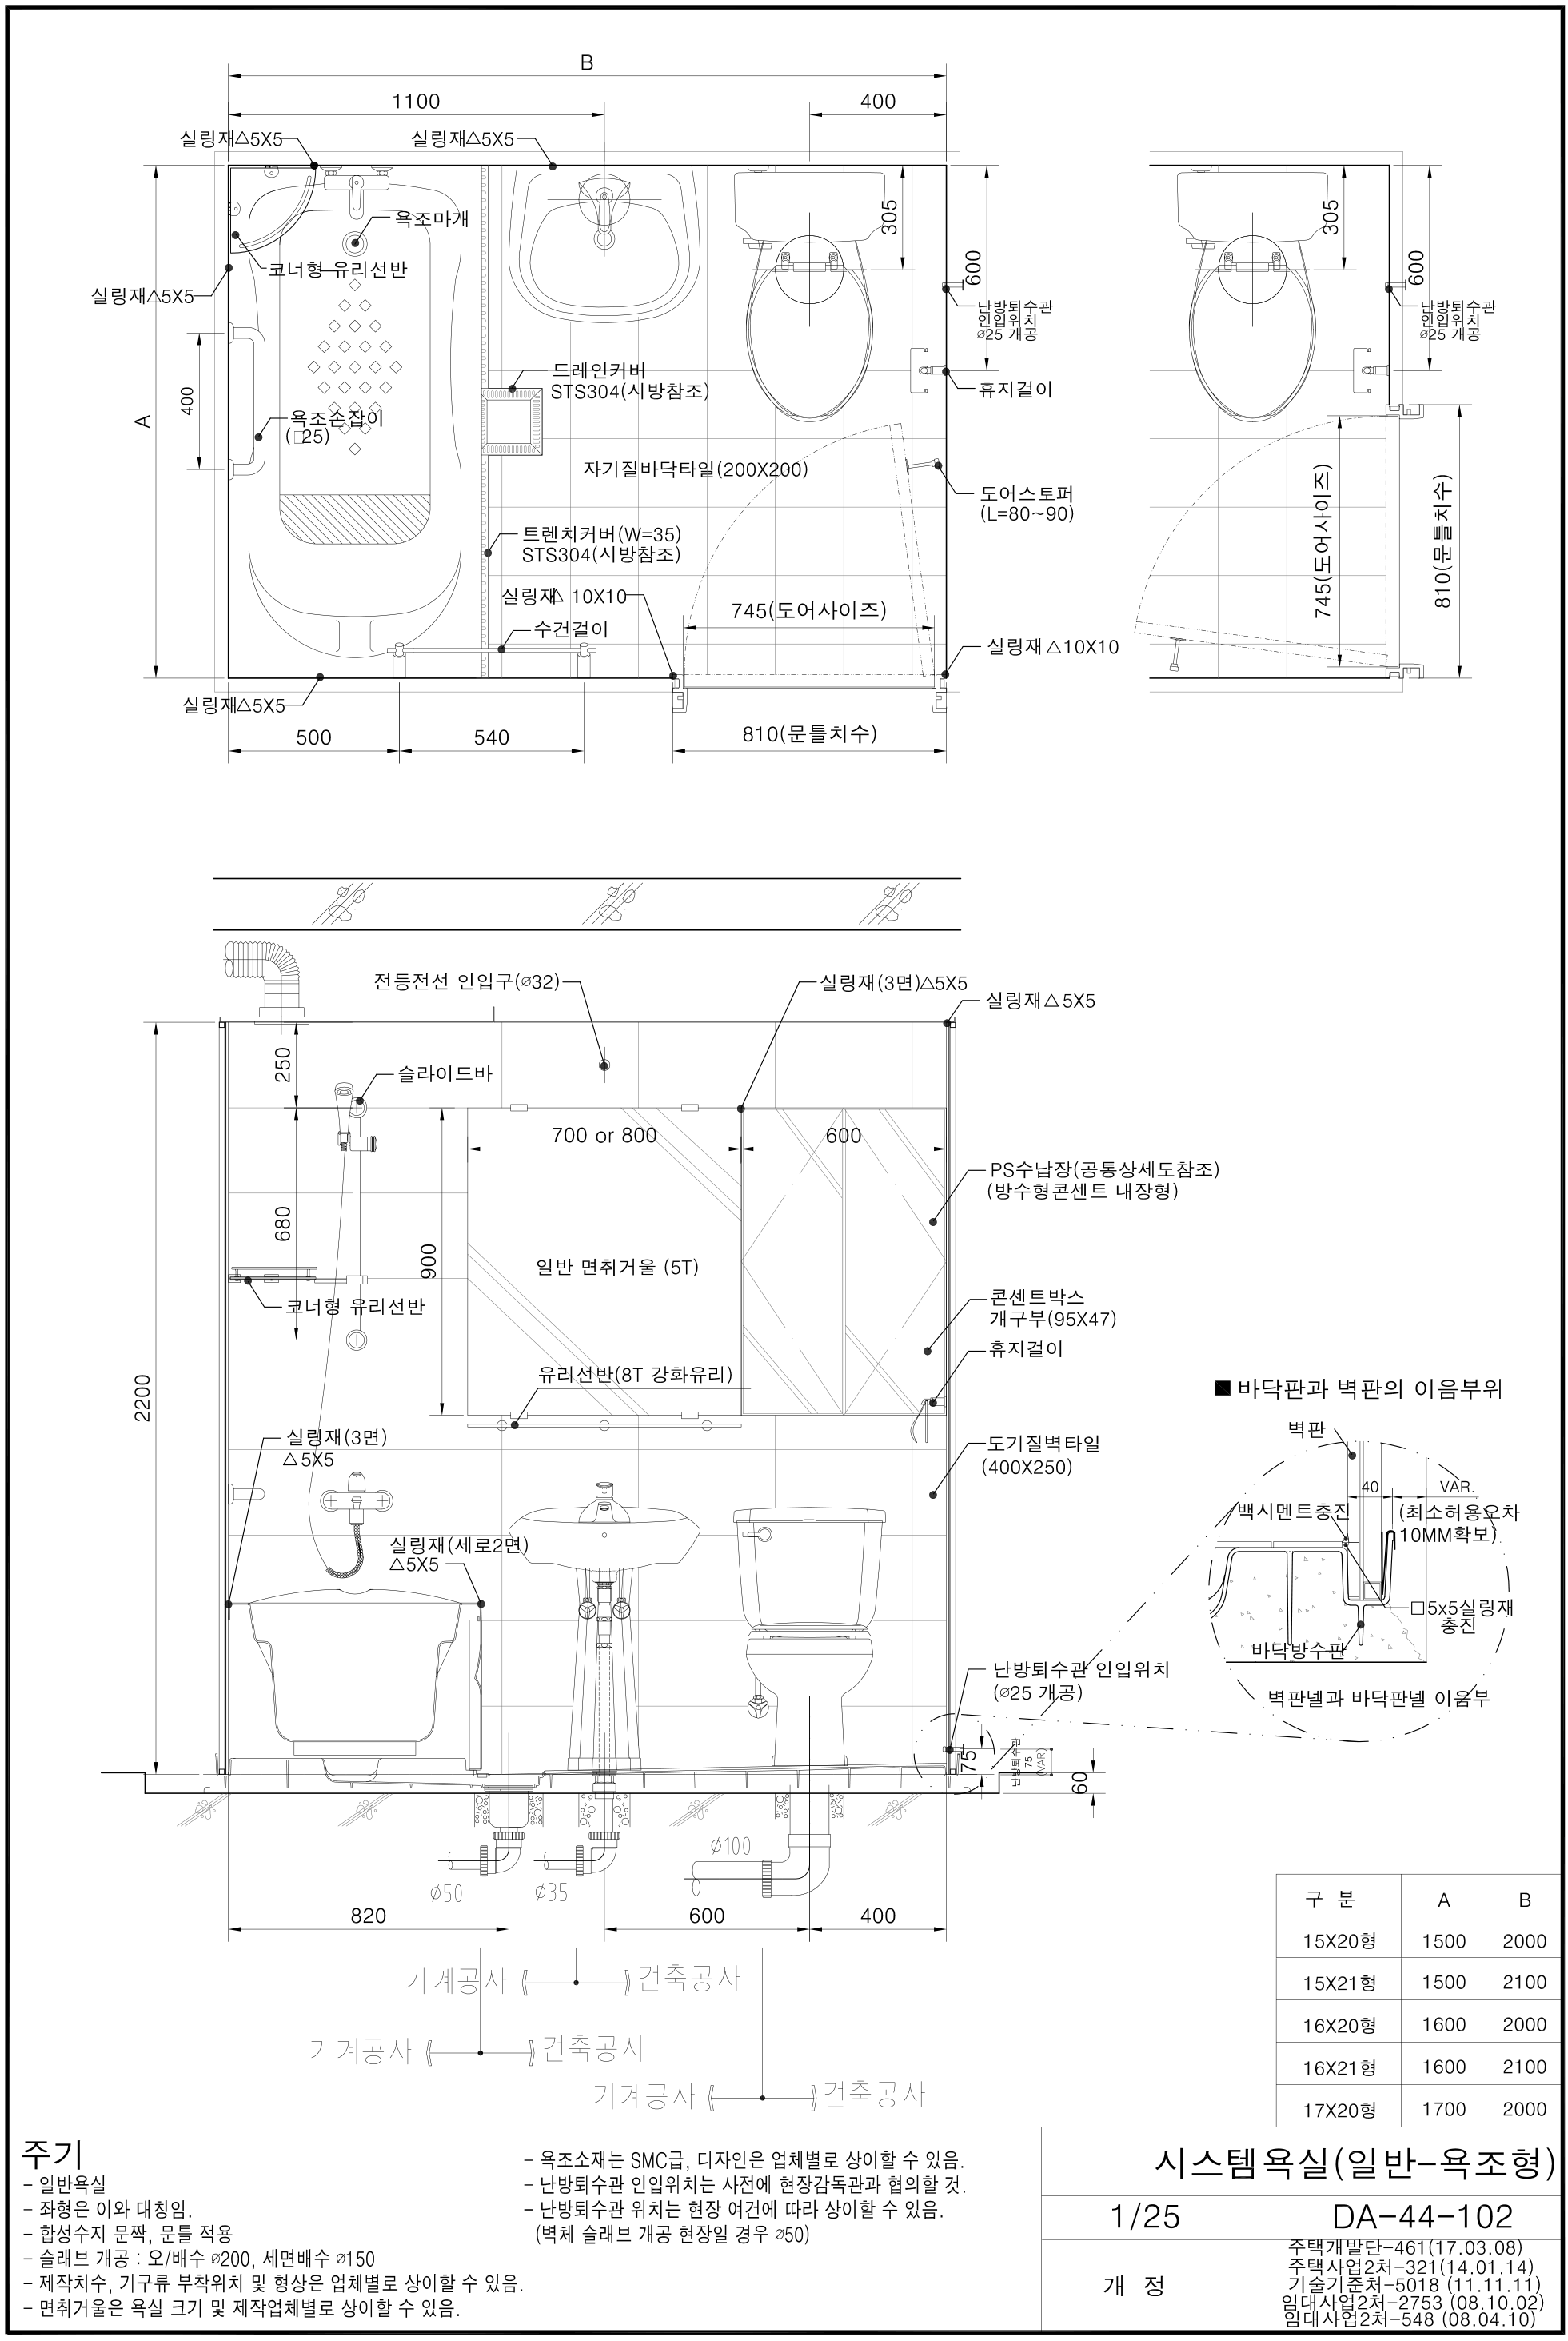 B
1100
400
실링재△5X5
실링재△5X5
욕조마개
코너형 유리선반
실링재△5X5
A
400
욕조손잡이
(□25)
드레인커버
STS304(시방참조)
자기질바닥타일(200X200)
트렌치커버(W=35)
STS304(시방참조)
실링재△ 10X10
수건걸이
745(도어사이즈)
실링재△5X5
500
540
810(문틀치수)
305
600
난방퇴수관
인입위치
⌀25 개공
휴지걸이
도어스토퍼
(L=80~90)
실링재△10X10
305
600
난방퇴수관
인입위치
⌀25 개공
745(도어사이즈)
810(문틀치수)
전등전선 인입구(⌀32)
실링재(3면)△5X5
실링재△5X5
250
슬라이드바
700 or 800
600
PS수납장(공통상세도참조)
(방수형콘센트 내장형)
680
900
일반 면취거울 (5T)
코너형 유리선반
콘센트박스
개구부(95X47)
휴지걸이
유리선반(8T 강화유리)
2200
실링재(3면)
△5X5
도기질벽타일
(400X250)
실링재(세로2면)
△5X5
난방퇴수관 인입위치
(⌀25 개공)
75
난방퇴수관
75
(VAR)
60
■ 바닥판과 벽판의 이음부위
벽판
40
VAR.
백시멘트충진
(최소허용오차
10MM확보)
□5x5실링재
충진
바닥방수판
벽판넬과 바닥판넬 이음부
⌀50
⌀35
⌀100
820
600
400
기계공사
건축공사
기계공사
건축공사
기계공사
건축공사
구 분 A B
15X20형 1500 2000
15X21형 1500 2100
16X20형 1600 2000
16X21형 1600 2100
17X20형 1700 2000
주기
- 일반욕실
- 좌형은 이와 대칭임.
- 합성수지 문짝, 문틀 적용
- 슬래브 개공 : 오/배수 ⌀200, 세면배수 ⌀150
- 제작치수, 기구류 부착위치 및 형상은 업체별로 상이할 수 있음.
- 면취거울은 욕실 크기 및 제작업체별로 상이할 수 있음.
- 욕조소재는 SMC급, 디자인은 업체별로 상이할 수 있음.
- 난방퇴수관 인입위치는 사전에 현장감독관과 협의할 것.
- 난방퇴수관 위치는 현장 여건에 따라 상이할 수 있음.
(벽체 슬래브 개공 현장일 경우 ⌀50)
시스템욕실(일반-욕조형)
1/25
DA-44-102
개 정
주택개발단-461(17.03.08)
주택사업2처-321(14.01.14)
기술기준처-5018 (11.11.11)
임대사업2처-2753 (08.10.02)
임대사업2처-548 (08.04.10)